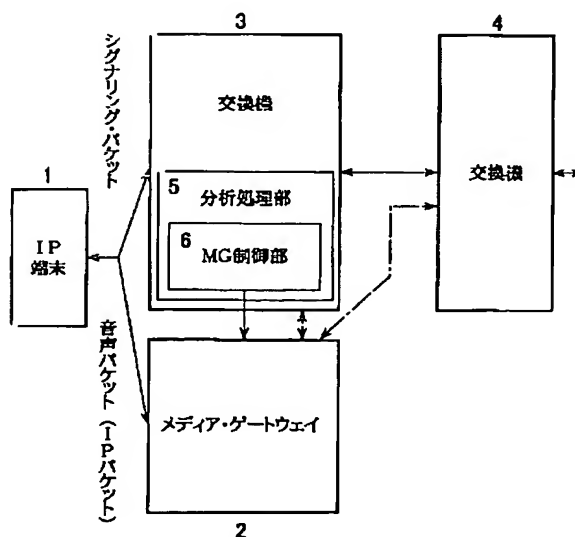 3
4
シグナリング・パケット
交換機
交換機
5
分析処理部
6
MG制御部
1
IP
端末
音声パケット(IPパケット)
メディア・ゲートウェイ
2